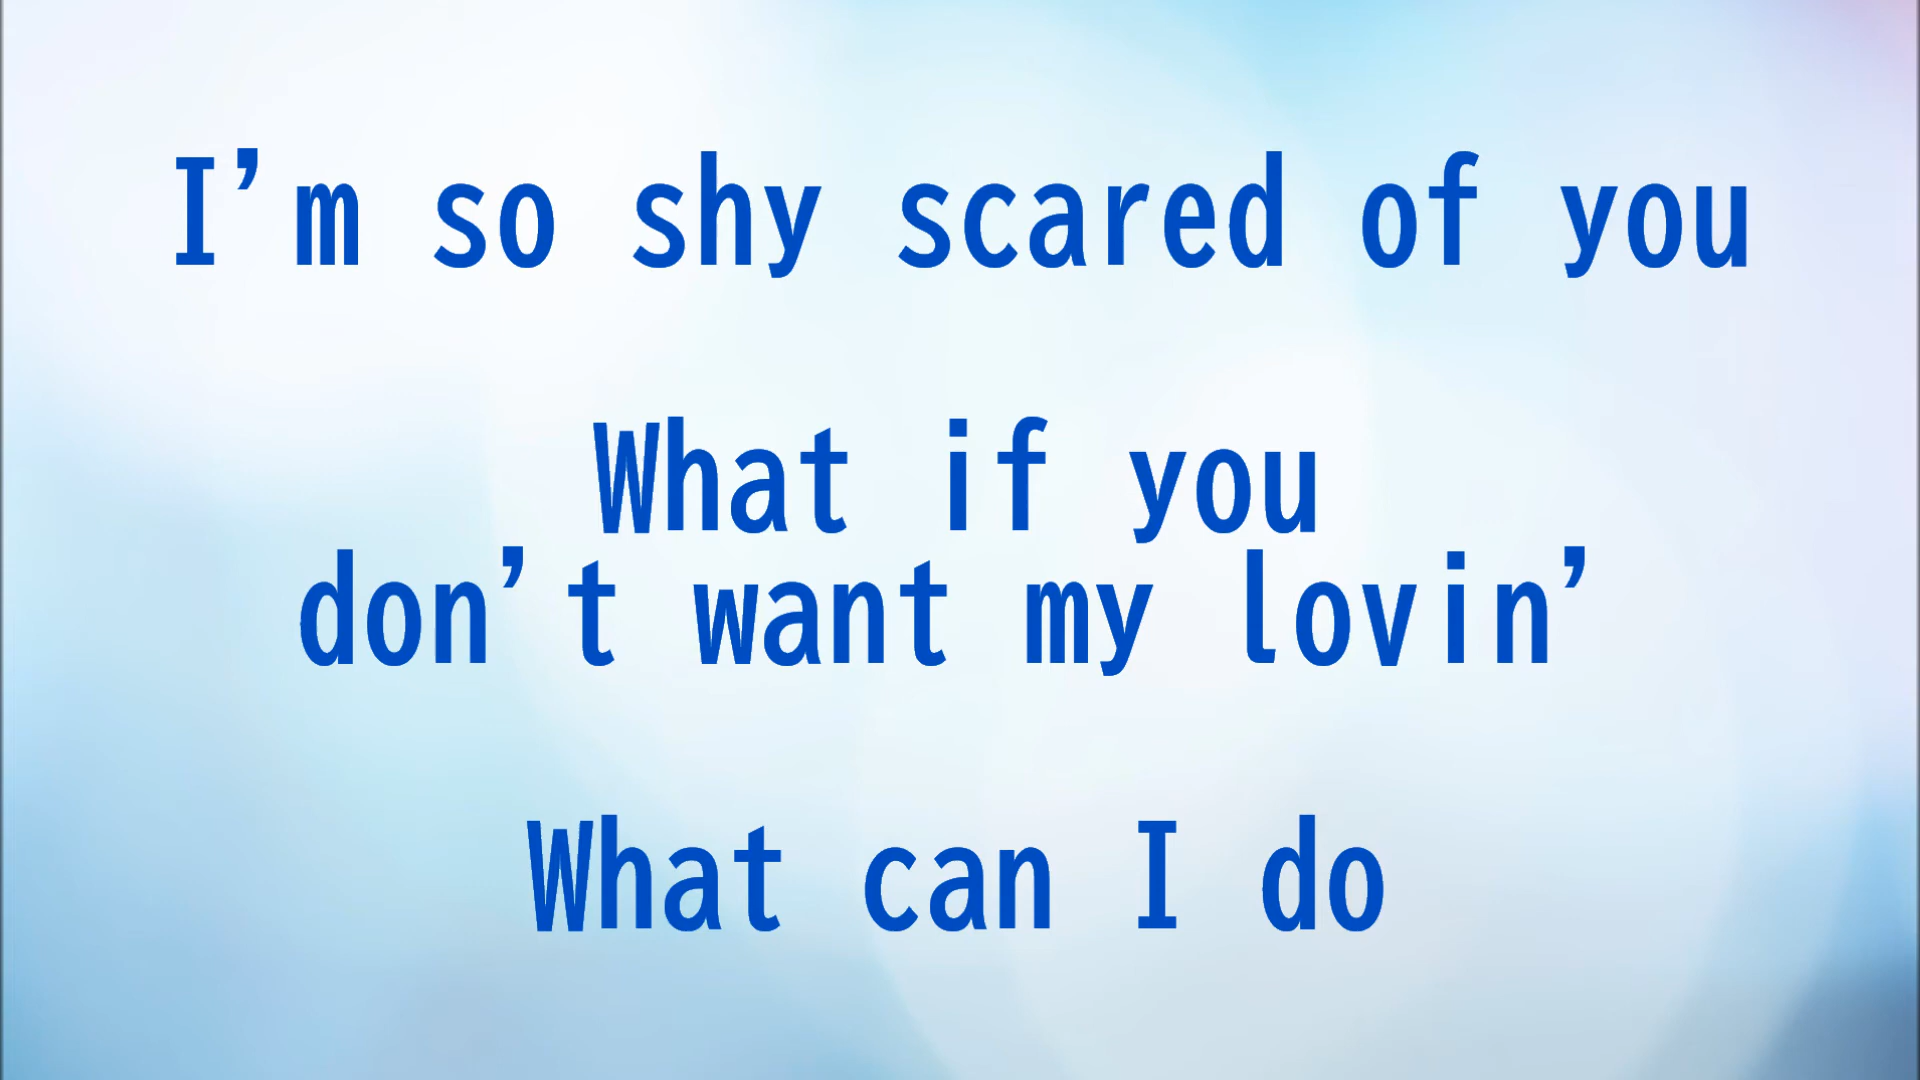 I’m so shy scared of you
What if you
don’t want my lovin’
What can I do